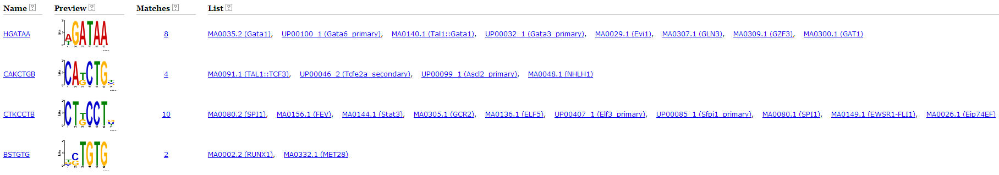 Name ? Preview ? Matches ? List ?
HGATAA 8 MA0035.2 (Gata1), UP00100_1 (Gata6_primary), MA0140.1 (Tal1::Gata1), UP00032_1 (Gata3_primary), MA0029.1 (Evi1), MA0307.1 (GLN3), MA0309.1 (GZF3), MA0300.1 (GAT1)
CAKCTGB 4 MA0091.1 (TAL1::TCF3), UP00046_2 (Tcfe2a_secondary), UP00099_1 (Ascl2_primary), MA0048.1 (NHLH1)
CTKCCTB 10 MA0080.2 (SPI1), MA0156.1 (FEV), MA0144.1 (Stat3), MA0305.1 (GCR2), MA0136.1 (ELF5), UP00407_1 (Elf3_primary), UP00085_1 (Sfpi1_primary), MA0080.1 (SPI1), MA0149.1 (EWSR1-FLI1), MA0026.1 (Eip74EF)
BSTGTG 2 MA0002.2 (RUNX1), MA0332.1 (MET28)